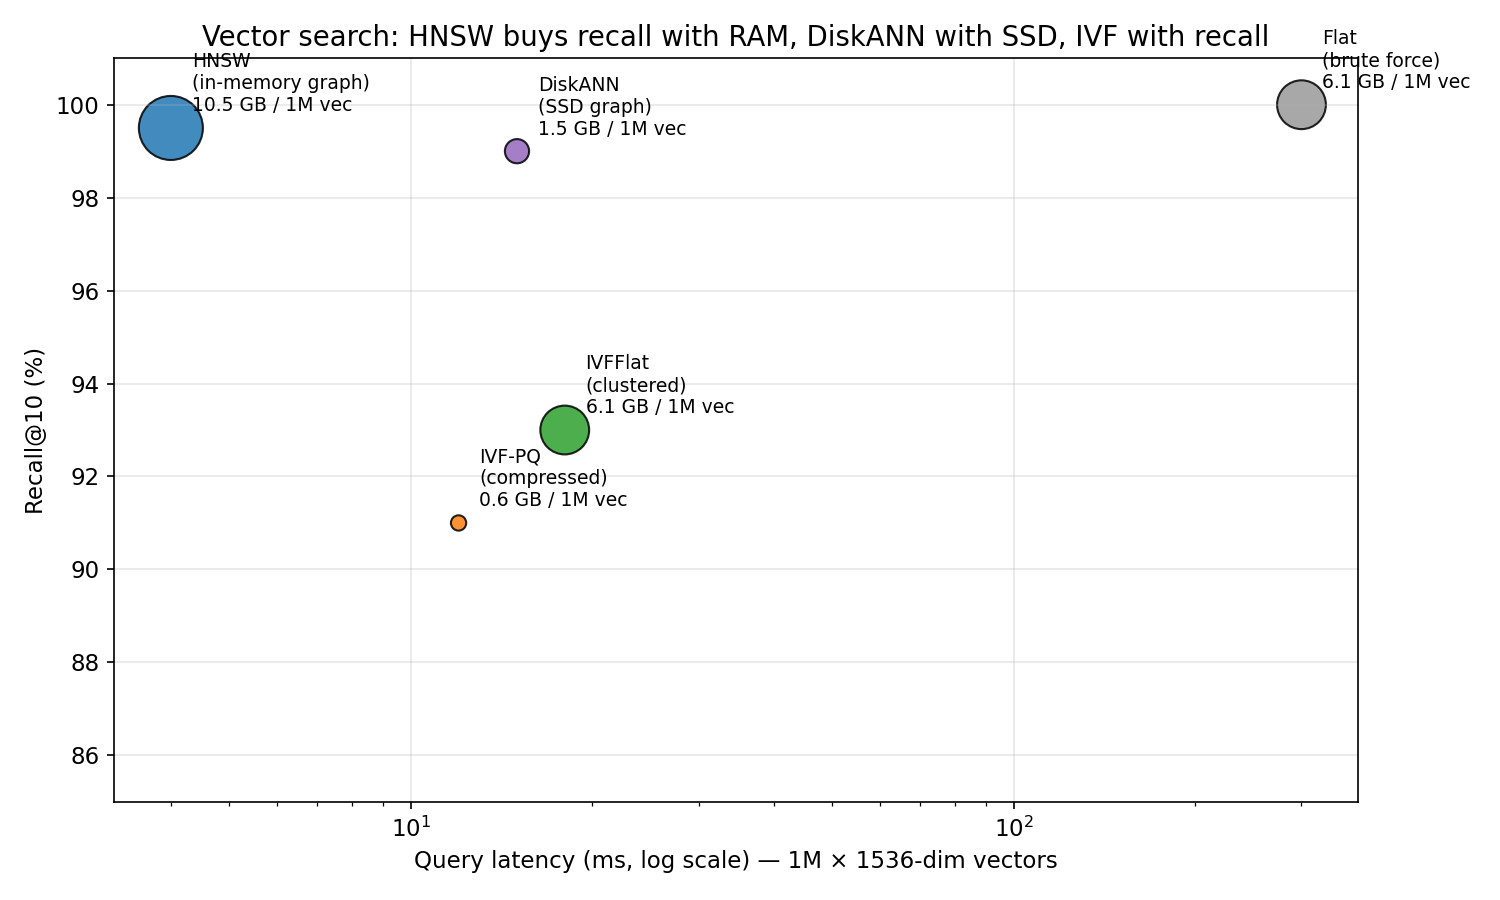 Vector search: HNSW buys recall with RAM, DiskANN with SSD, IVF with recall
Flat
(brute force)
6.1 GB / 1M vec
HNSW
(in-memory graph)
10.5 GB / 1M vec
DiskANN
(SSD graph)
1.5 GB / 1M vec
IVFFlat
(clustered)
6.1 GB / 1M vec
IVF-PQ
(compressed)
0.6 GB / 1M vec
Recall@10 (%)
100
98
96
94
92
90
88
86
10¹
10²
Query latency (ms, log scale) — 1M × 1536-dim vectors